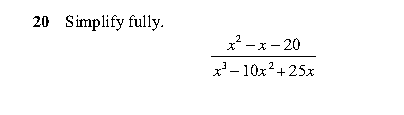 20 Simplify fully.
x² – x – 20
x³ – 10x² + 25x